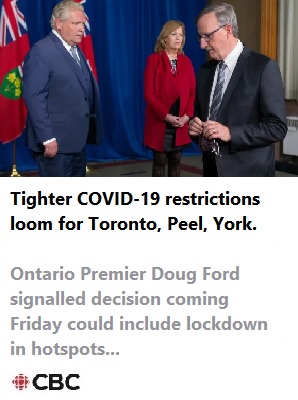 Tighter COVID-19 restrictions
loom for Toronto, Peel, York.
Ontario Premier Doug Ford
signalled decision coming
Friday could include lockdown
in hotspots...
CBC